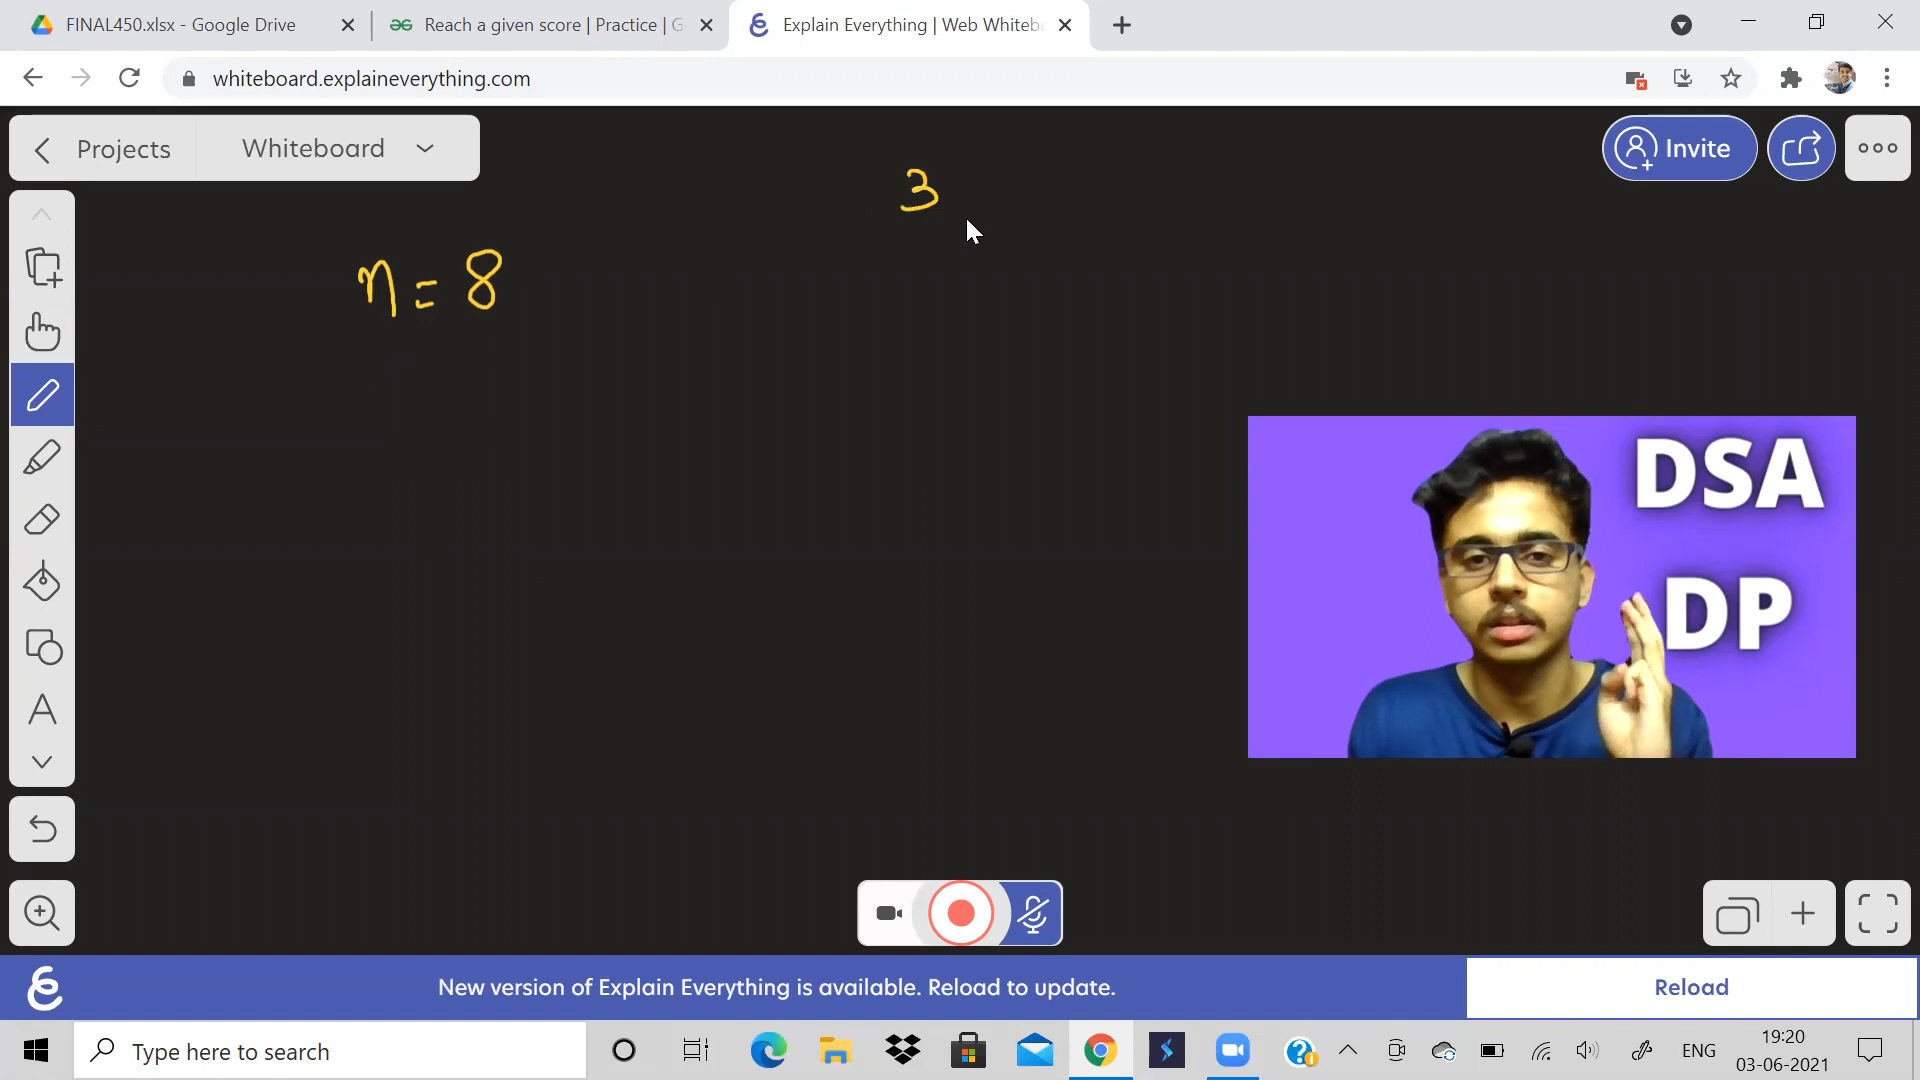 FINAL450.xlsx - Google Drive
Reach a given score | Practice | G
Explain Everything | Web Whiteb
whiteboard.explaineverything.com
Projects
Whiteboard
Invite
3
n = 8
DSA
DP
A
New version of Explain Everything is available. Reload to update.
Reload
Type here to search
ENG
19:20
03-06-2021